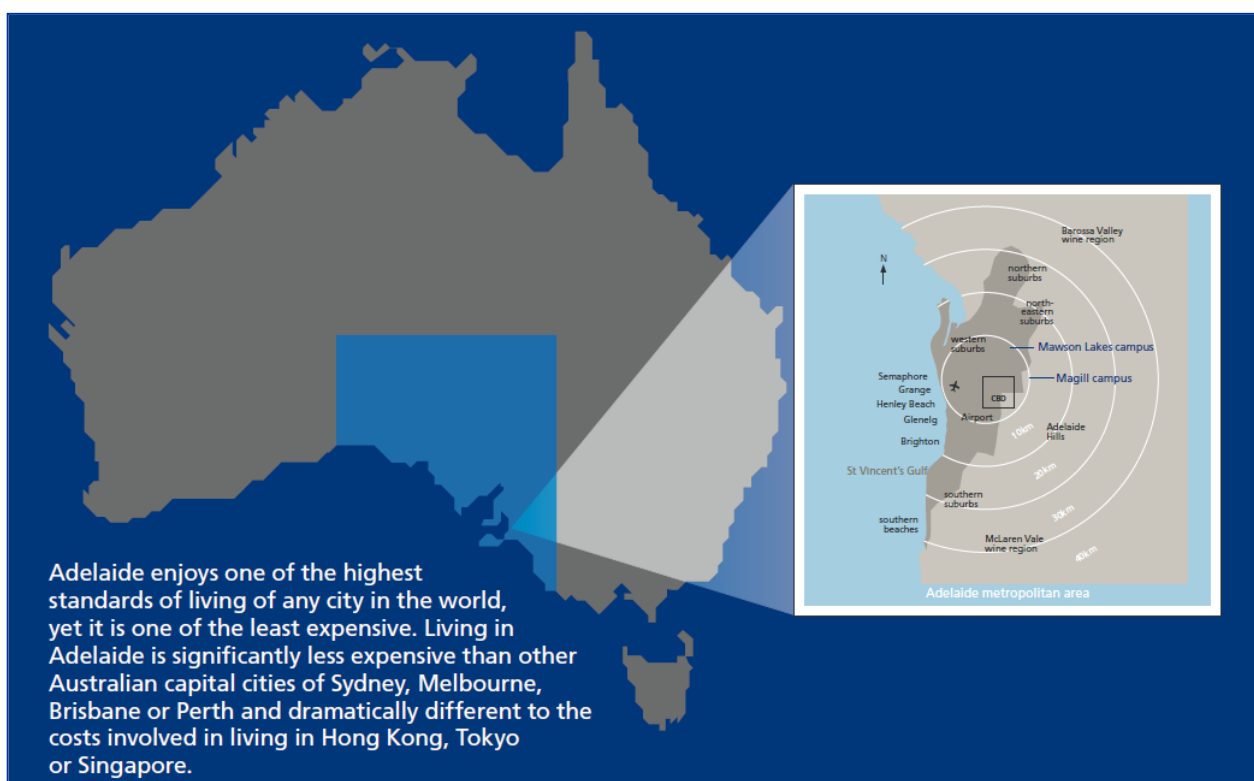 Adelaide enjoys one of the highest
standards of living of any city in the world,
yet it is one of the least expensive. Living in
Adelaide is significantly less expensive than other
Australian capital cities of Sydney, Melbourne,
Brisbane or Perth and dramatically different to the
costs involved in living in Hong Kong, Tokyo
or Singapore.
Barossa Valley
wine region
N
northern
suburbs
north-
eastern
suburbs
western
suburbs
Mawson Lakes campus
Semaphore
Magill campus
Grange
CBD
Henley Beach
Airport
Glenelg
Adelaide
Hills
10km
Brighton
St Vincent's Gulf
20km
southern
suburbs
30km
southern
beaches
McLaren Vale
wine region
40km
Adelaide metropolitan area